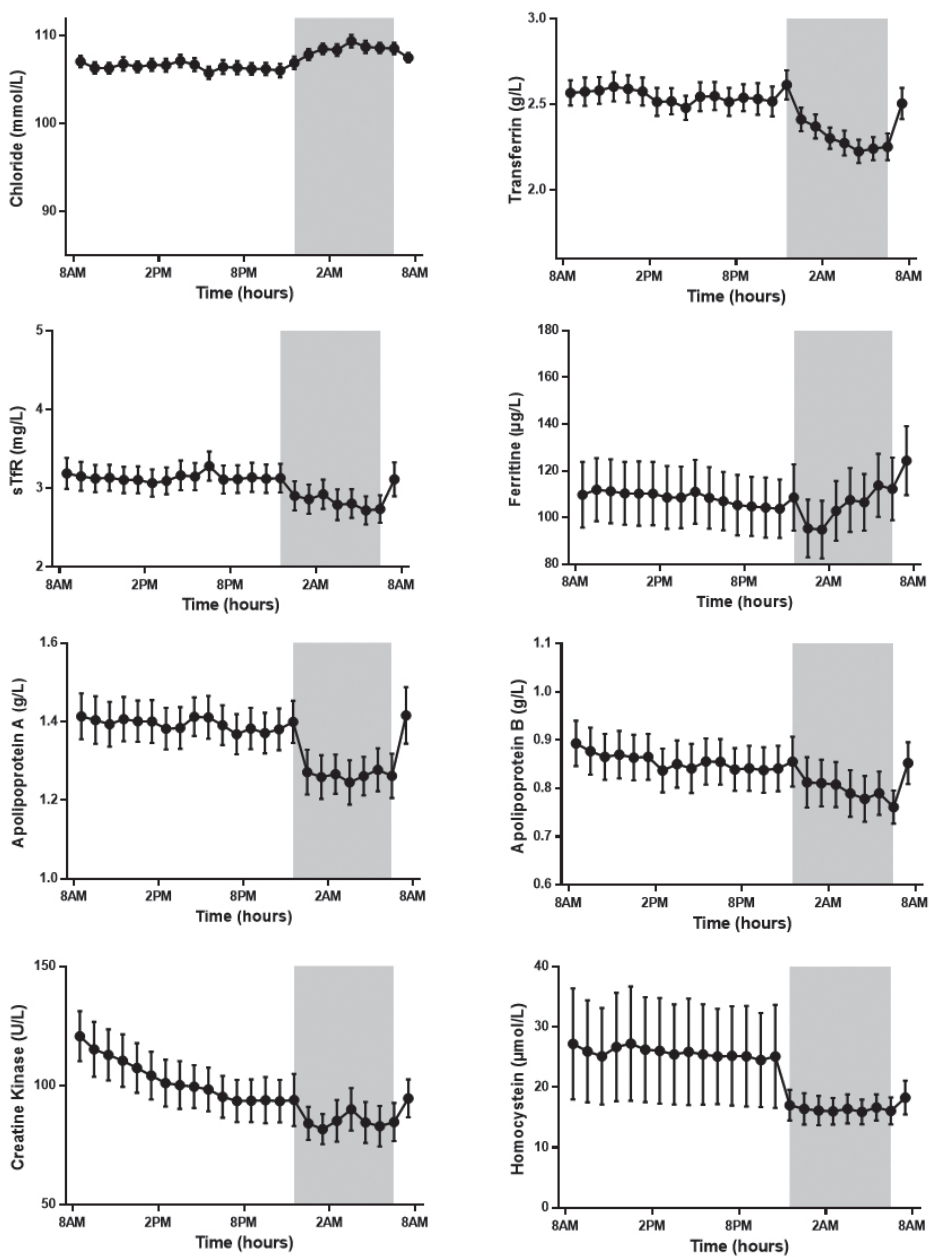 110
100
90
Chloride (mmol/L)
8AM 2PM 8PM 2AM 8AM
Time (hours)
3.0
2.5
2.0
Transferrin (g/L)
8AM 2PM 8PM 2AM 8AM
Time (hours)
5
4
3
2
sTfR (mg/L)
8AM 2PM 8PM 2AM 8AM
Time (hours)
180
160
140
120
100
80
Ferritine (µg/L)
8AM 2PM 8PM 2AM 8AM
Time (hours)
1.6
1.4
1.2
1.0
Apolipoprotein A (g/L)
8AM 2PM 8PM 2AM 8AM
Time (hours)
1.1
1.0
0.9
0.8
0.7
0.6
Apolipoprotein B (g/L)
8AM 2PM 8PM 2AM 8AM
Time (hours)
150
100
50
Creatine Kinase (U/L)
8AM 2PM 8PM 2AM 8AM
Time (hours)
40
30
20
10
0
Homocystein (µmol/L)
8AM 2PM 8PM 2AM 8AM
Time (hours)